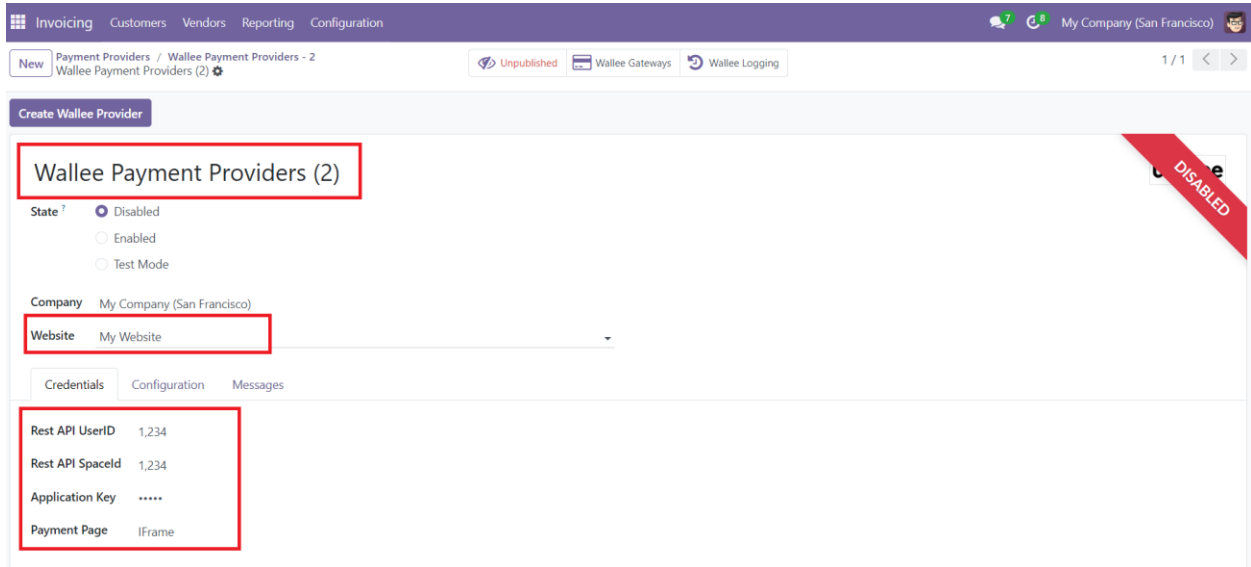 Invoicing Customers Vendors Reporting Configuration 7 8 My Company (San Francisco)
New Payment Providers / Wallee Payment Providers - 2
Wallee Payment Providers (2)
Unpublished Wallee Gateways Wallee Logging 1 / 1
Create Wallee Provider
Wallee Payment Providers (2)
DISABLED
State ? Disabled
Enabled
Test Mode
Company My Company (San Francisco)
Website My Website
Credentials Configuration Messages
Rest API UserID 1,234
Rest API SpaceId 1,234
Application Key •••••
Payment Page IFrame